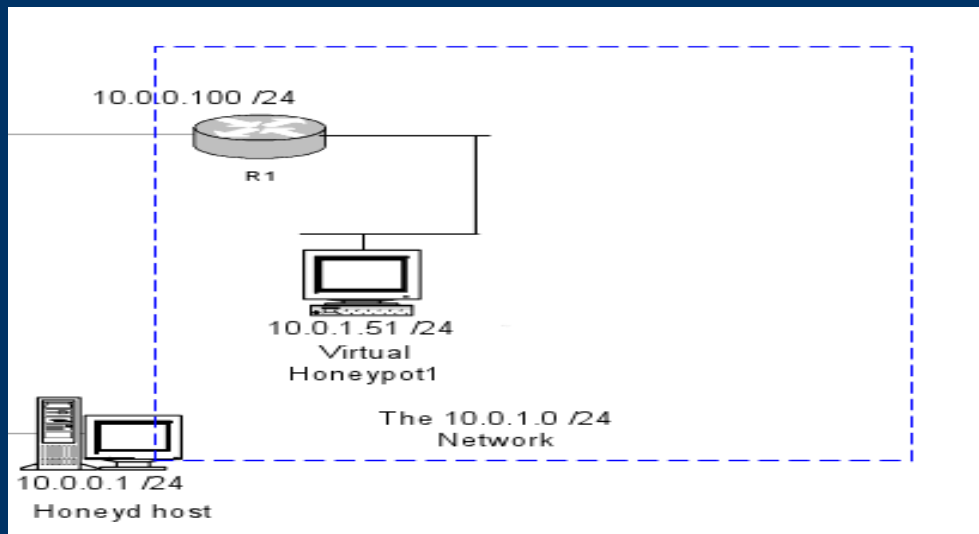 10.0.0.100 /24
R1
10.0.1.51 /24
Virtual
Honeypot1
The 10.0.1.0 /24
Network
10.0.0.1 /24
Honeyd host